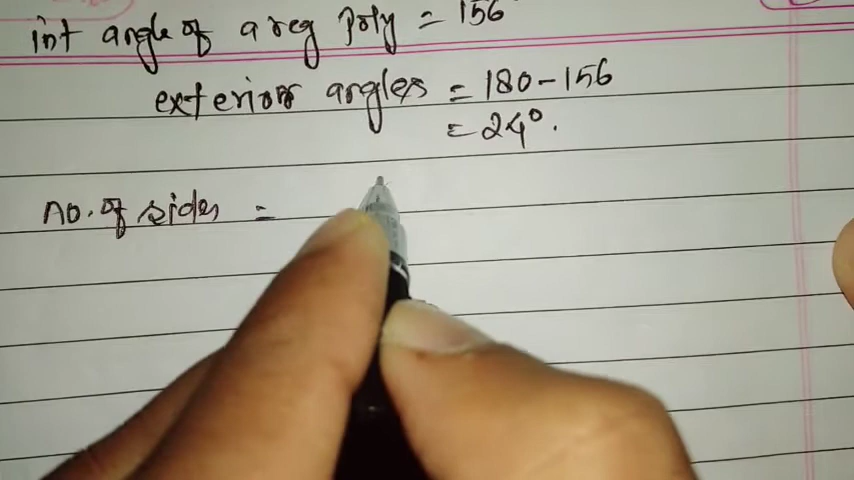 int angle of a reg poly = 156
exterior angles = 180 - 156
= 24°.
no. of sides =